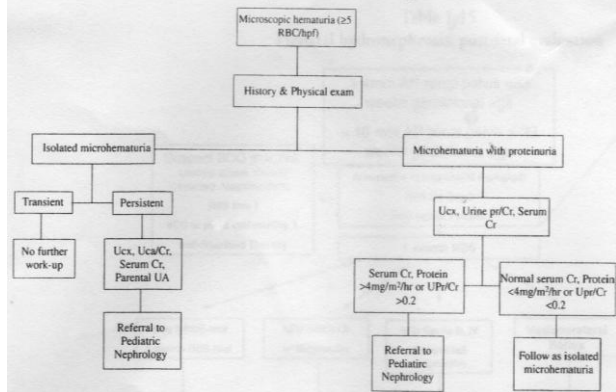 Microscopic hematuria (≥5
RBC/hpf)
History & Physical exam
Isolated microhematuria
Microhematuria with proteinuria
Transient
Persistent
Ucx, Urine pr/Cr, Serum
Cr
No further
work-up
Ucx, Uca/Cr,
Serum Cr,
Parental UA
Serum Cr, Protein
>4mg/m²/hr or UPr/Cr
>0.2
Normal serum Cr, Protein
<4mg/m²/hr or Upr/Cr
<0.2
Referral to
Pediatric
Nephrology
Referral to
Pediatirc
Nephrology
Follow as isolated
microhematuria